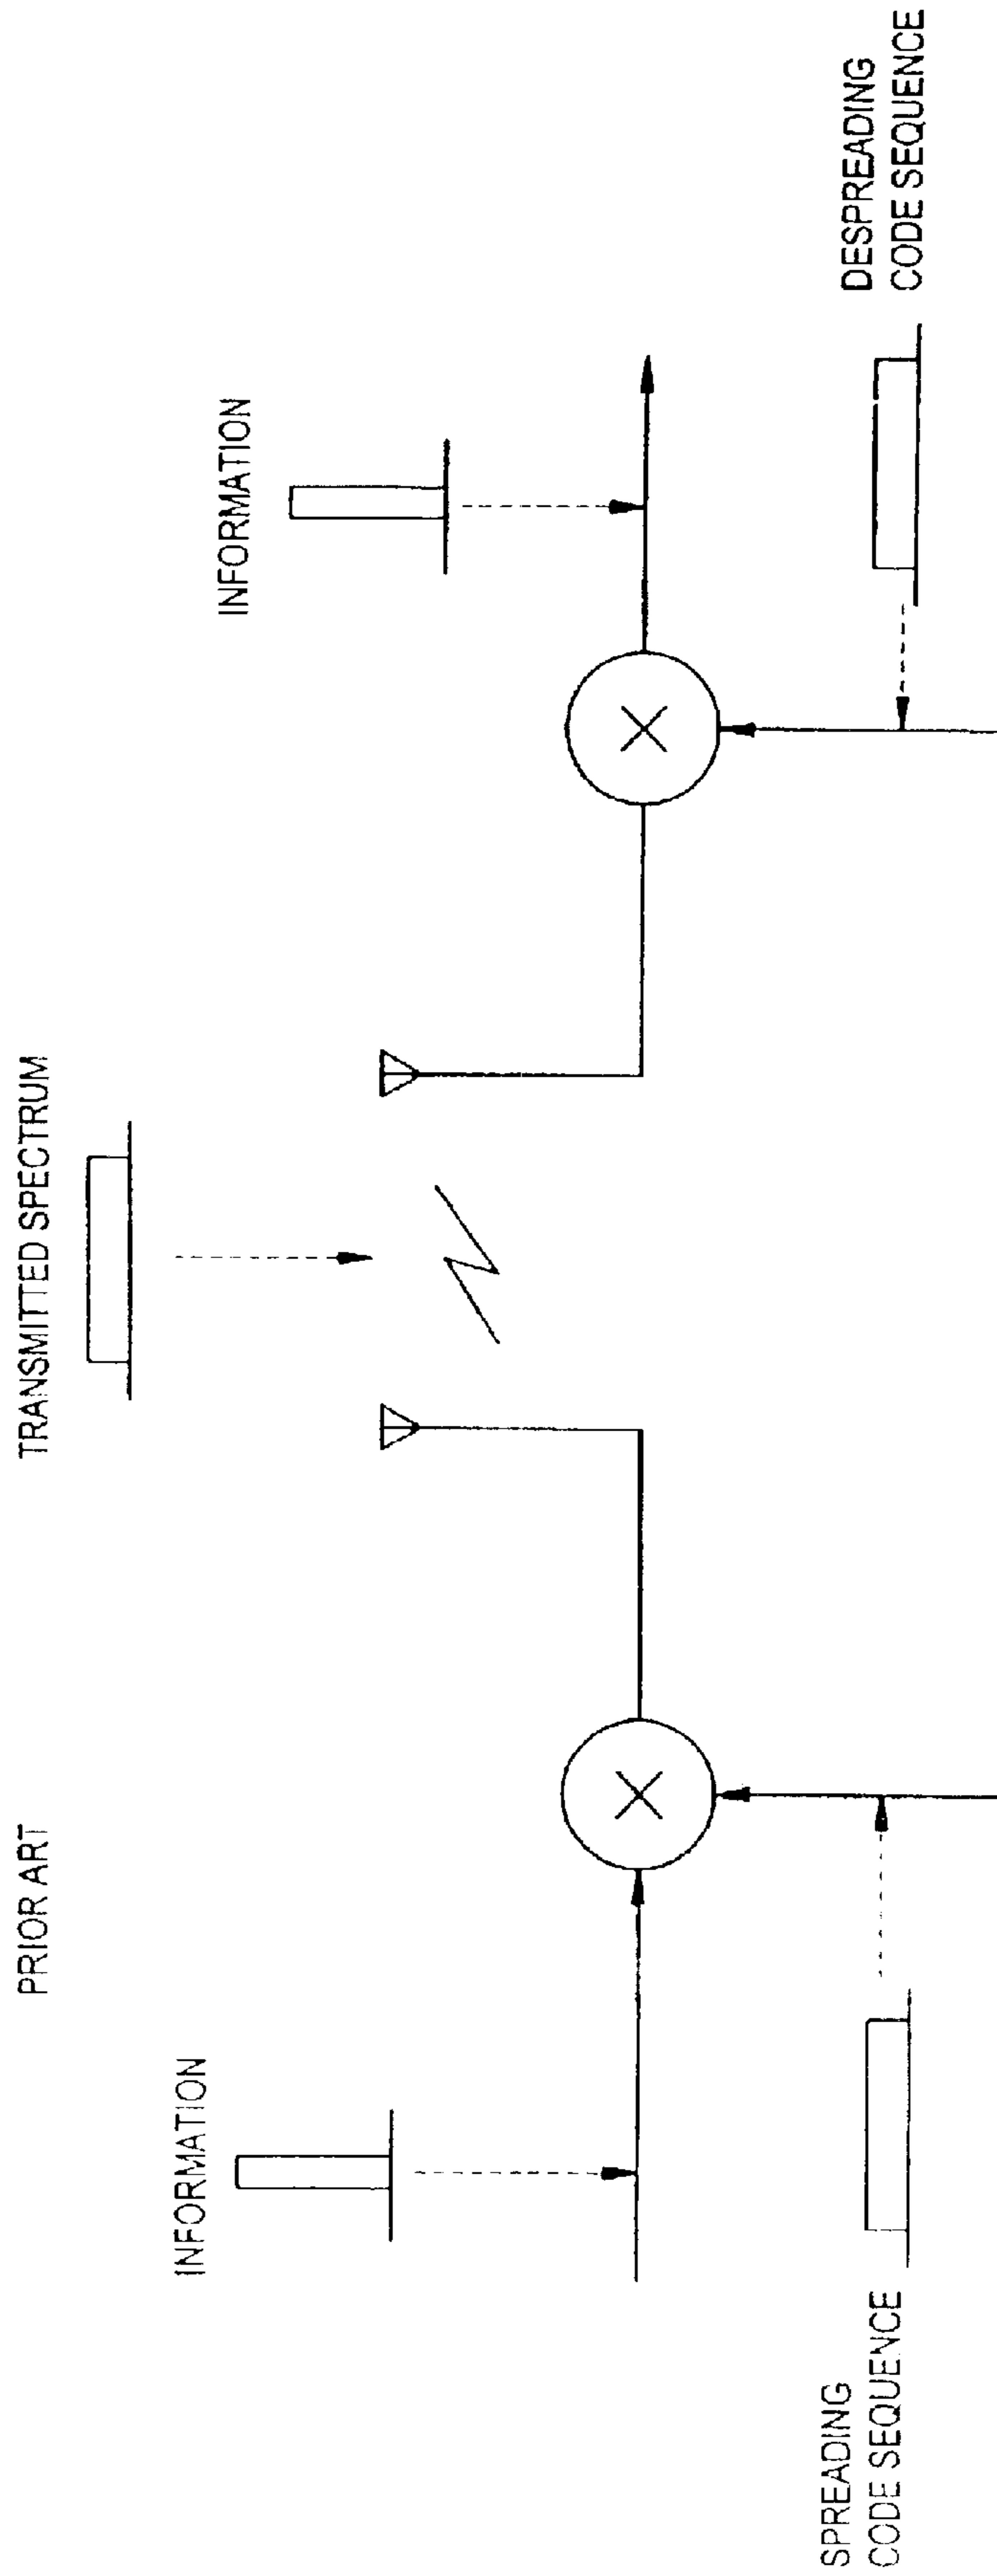 PRIOR ART
TRANSMITTED SPECTRUM
INFORMATION
INFORMATION
SPREADING
CODE SEQUENCE
DESPREADING
CODE SEQUENCE